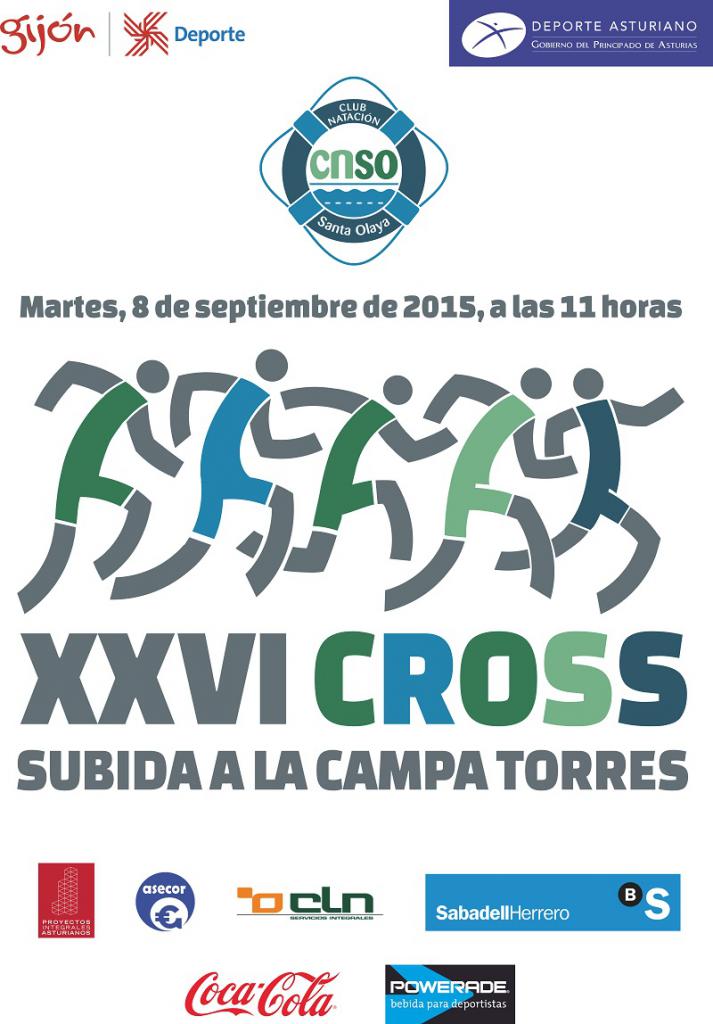 gijón
Deporte
DEPORTE ASTURIANO
GOBIERNO DEL PRINCIPADO DE ASTURIAS
CLUB
NATACIÓN
cnso
Santa Olaya
Martes, 8 de septiembre de 2015, a las 11 horas
XXVI CROSS
SUBIDA A LA CAMPA TORRES
PROYECTOS
INTEGRALES
ASTURIANOS
asecor
€
cln
SERVICIOS INTEGRALES
SabadellHerrero
B S
Coca-Cola
POWERADE
bebida para deportistas